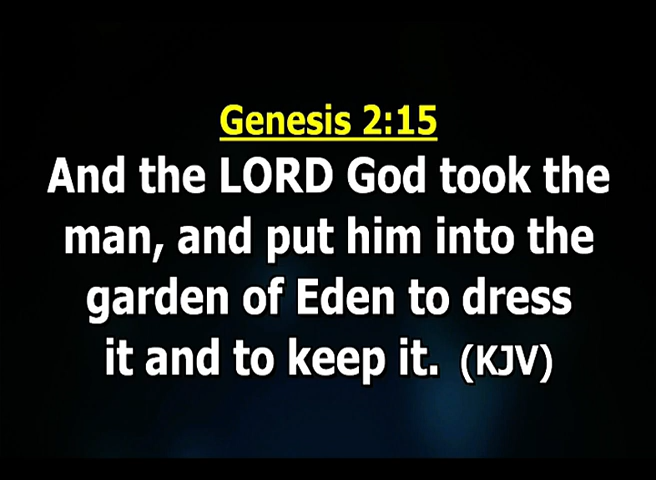 Genesis 2:15
And the LORD God took the
man, and put him into the
garden of Eden to dress
it and to keep it. (KJV)